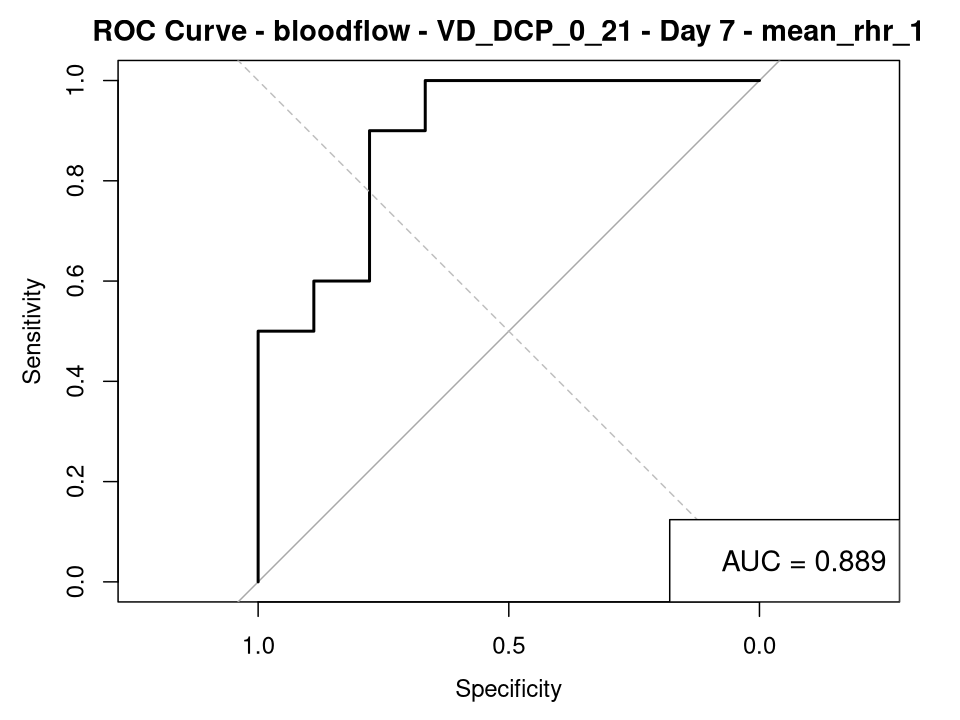 ROC Curve - bloodflow - VD_DCP_0_21 - Day 7 - mean_rhr_1
1.0
0.8
0.6
0.4
0.2
0.0
Sensitivity
AUC = 0.889
1.0 0.5 0.0
Specificity